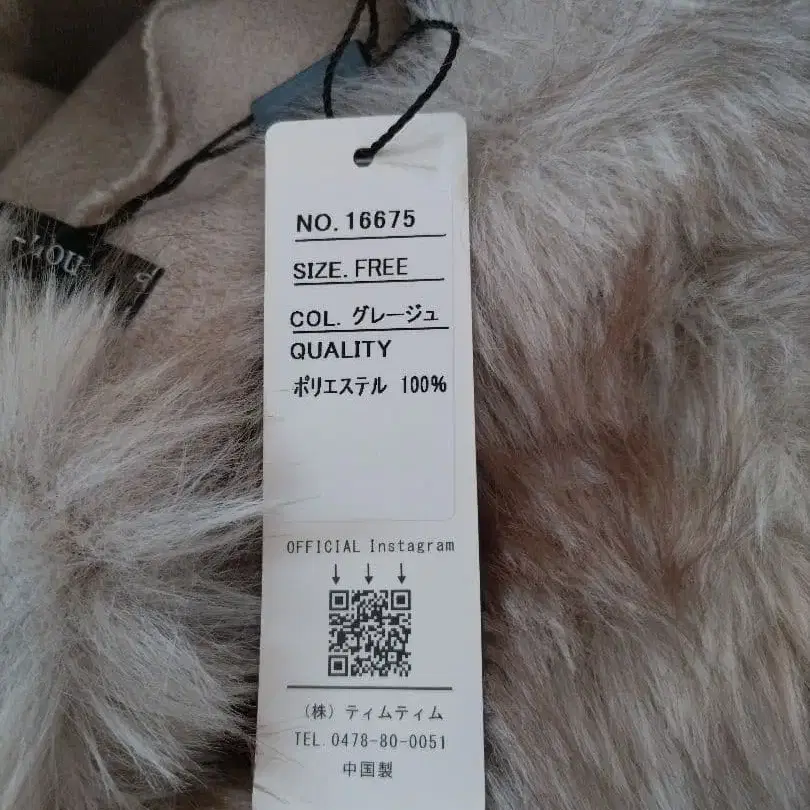 NO. 16675
SIZE. FREE
COL. グレージュ
QUALITY
ポリエステル 100%
OFFICIAL Instagram
(株) ティムティム
TEL. 0478-80-0051
中国製